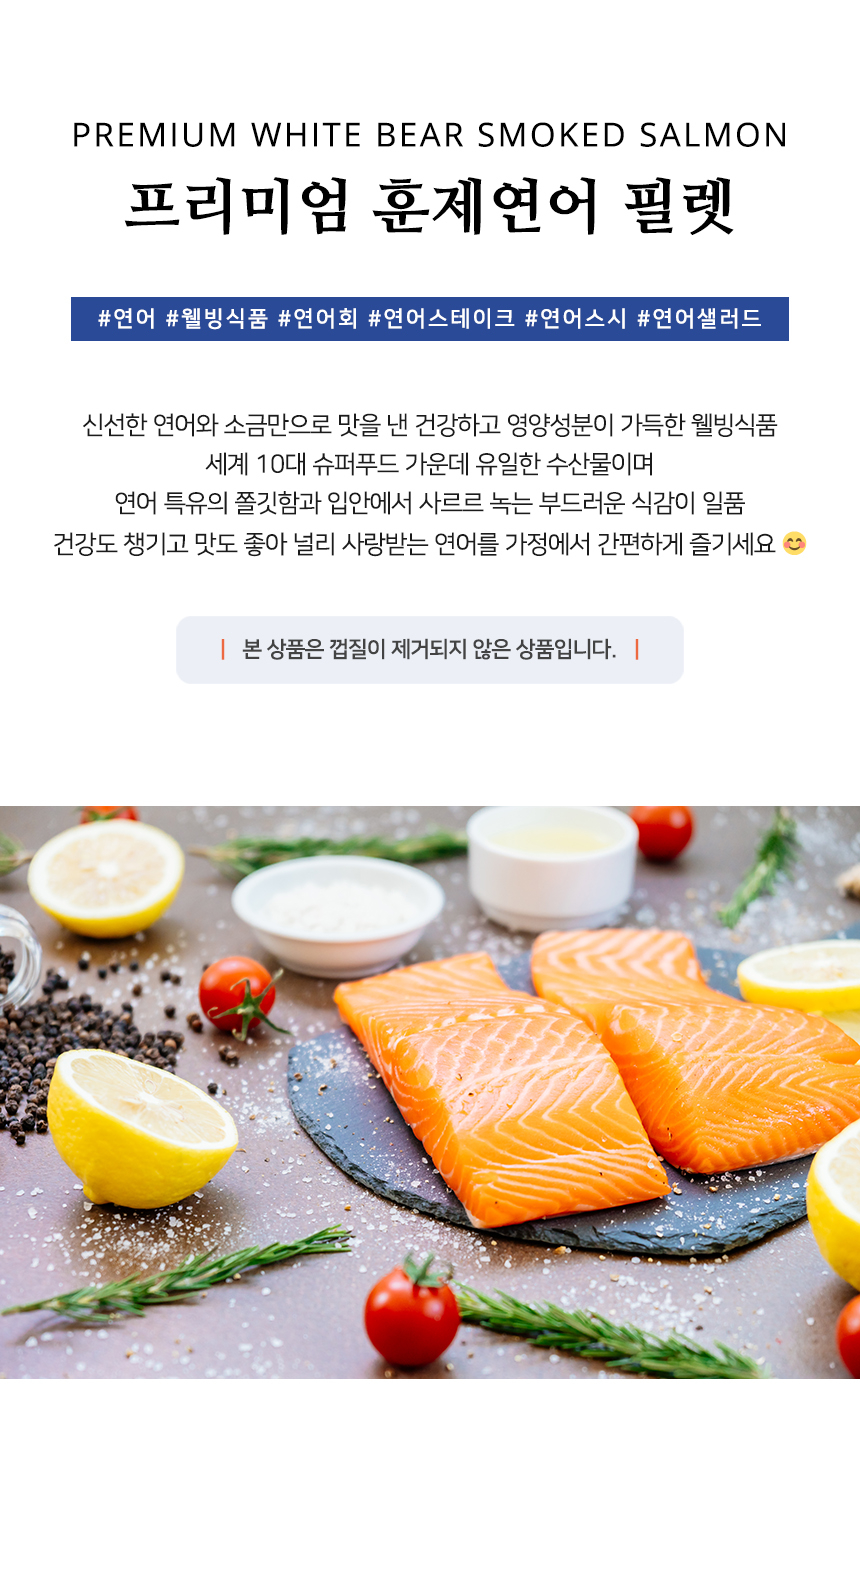 PREMIUM WHITE BEAR SMOKED SALMON
프리미엄 훈제연어 필렛
#연어 #웰빙식품 #연어회 #연어스테이크 #연어스시 #연어샐러드
신선한 연어와 소금만으로 맛을 낸 건강하고 영양성분이 가득한 웰빙식품
세계 10대 슈퍼푸드 가운데 유일한 수산물이며
연어 특유의 쫄깃함과 입안에서 사르르 녹는 부드러운 식감이 일품
건강도 챙기고 맛도 좋아 널리 사랑받는 연어를 가정에서 간편하게 즐기세요 😊
| 본 상품은 껍질이 제거되지 않은 상품입니다. |